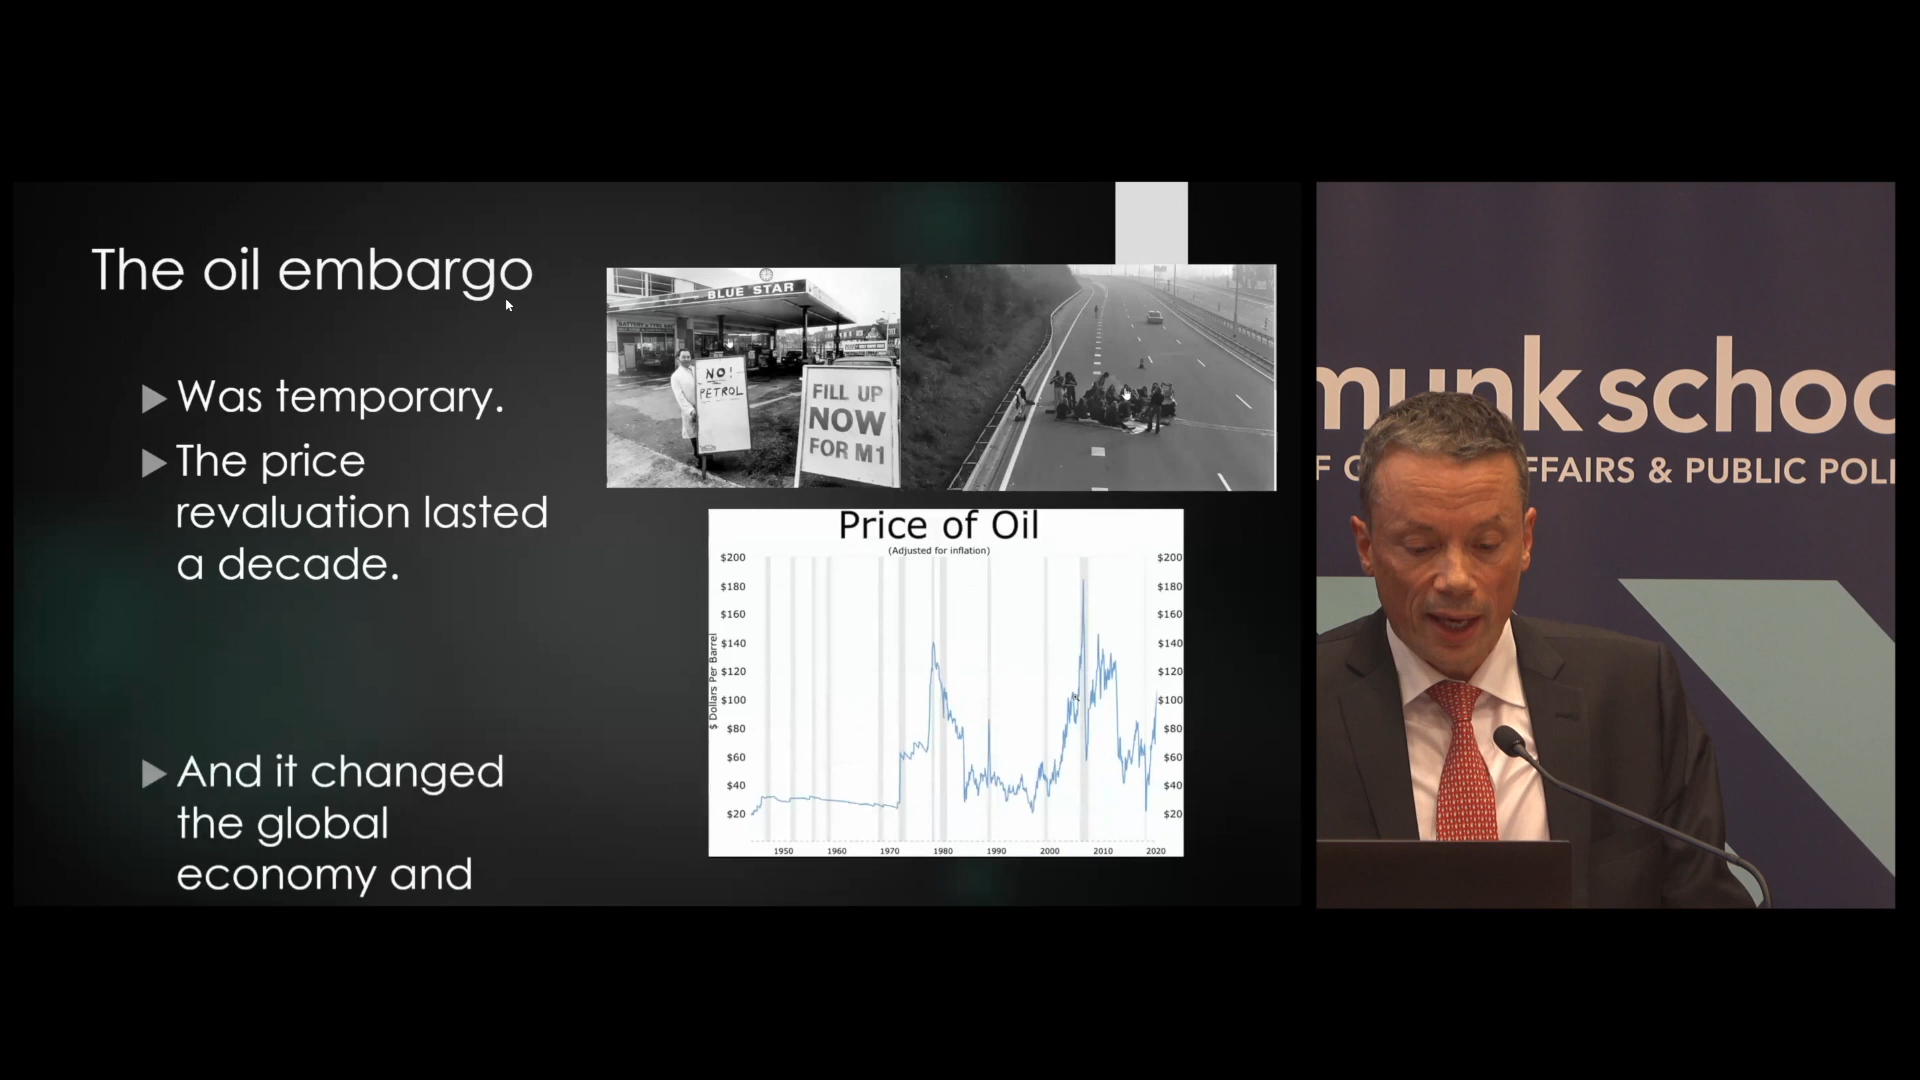 The oil embargo
Was temporary.
The price
revaluation lasted
a decade.
And it changed
the global
economy and
BLUE STAR
NO!
PETROL
FILL UP
NOW
FOR M1
Price of Oil
(Adjusted for inflation)
$ Dollars Per Barrel
$200 $200
$180 $180
$160 $160
$140 $140
$120 $120
$100 $100
$80 $80
$60 $60
$40 $40
$20 $20
1950 1960 1970 1980 1990 2000 2010 2020
munk schoo
F G FFAIRS & PUBLIC POLI